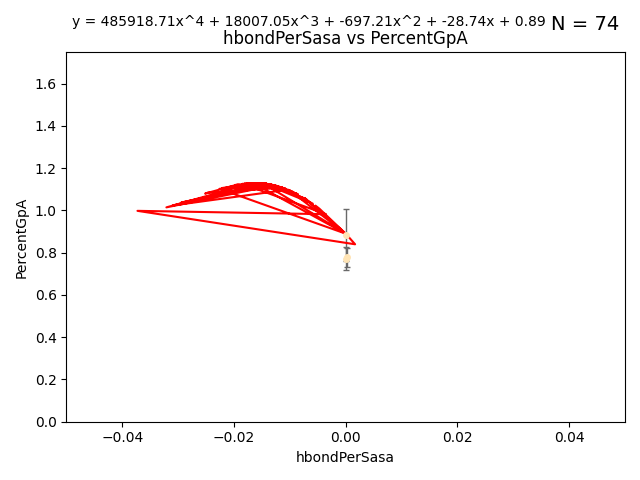 y = 485918.71x^4 + 18007.05x^3 + -697.21x^2 + -28.74x + 0.89 N = 74
hbondPerSasa vs PercentGpA
1.6
1.4
1.2
1.0
0.8
0.6
0.4
0.2
0.0
PercentGpA
−0.04 −0.02 0.00 0.02 0.04
hbondPerSasa